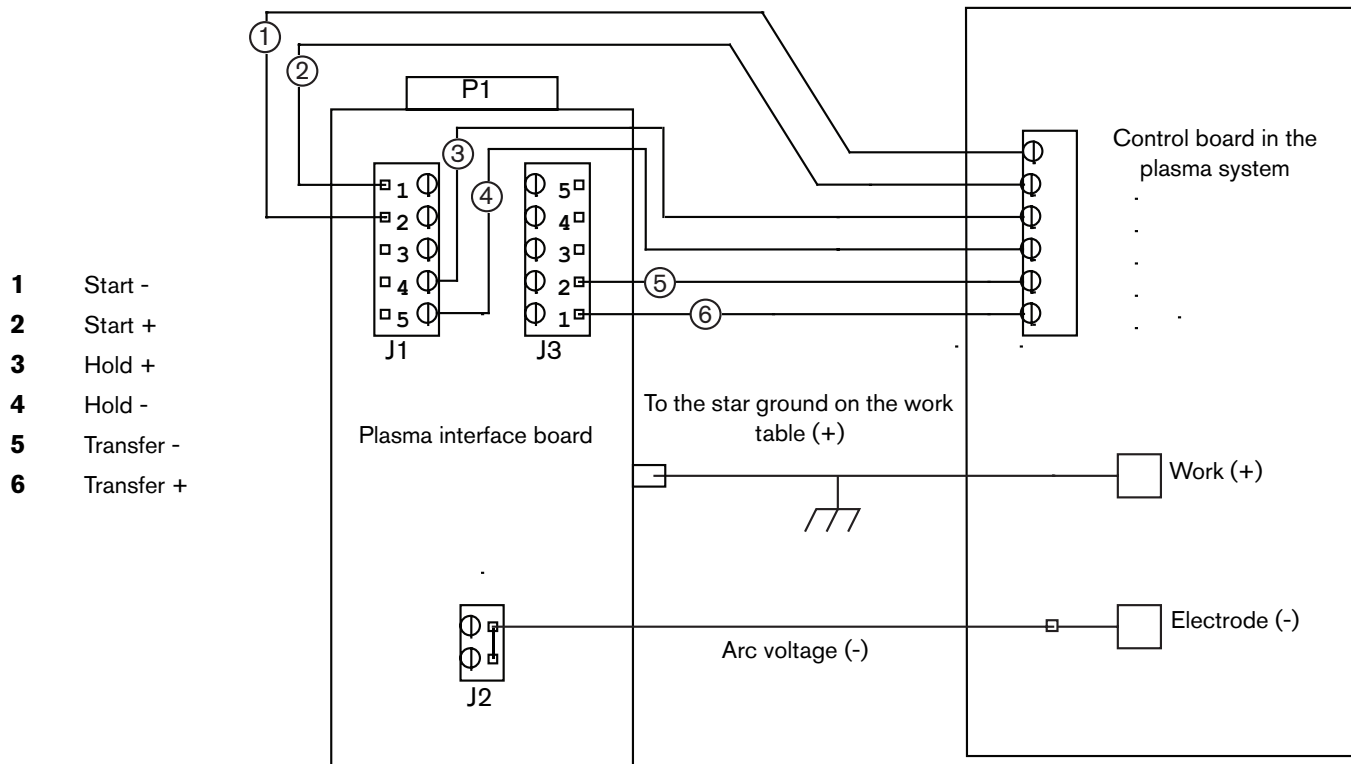 1
2
P1
3
4
1
2
3
4
5
J1
5
4
3
2
1
J3
5
6
Control board in the
plasma system
1 Start -
2 Start +
3 Hold +
4 Hold -
5 Transfer -
6 Transfer +
Plasma interface board
To the star ground on the work
table (+)
Work (+)
J2
Arc voltage (-)
Electrode (-)